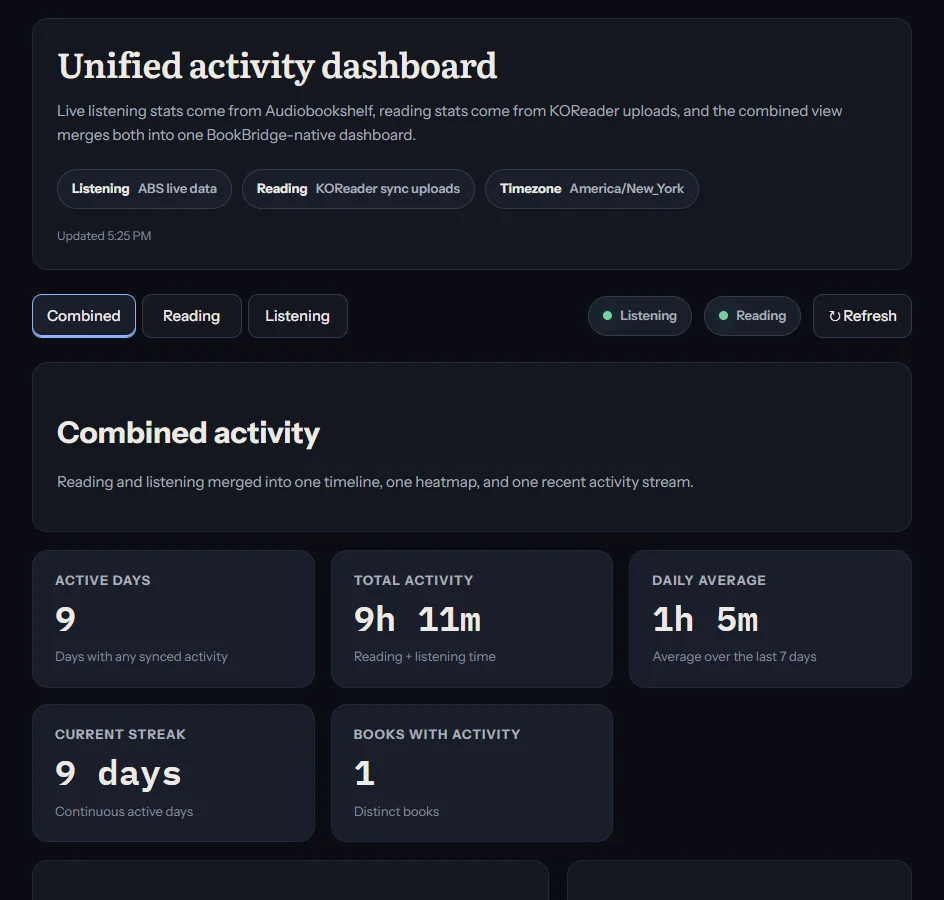 Unified activity dashboard
Live listening stats come from Audiobookshelf, reading stats come from KOReader uploads, and the combined view
merges both into one BookBridge-native dashboard.
Listening ABS live data
Reading KOReader sync uploads
Timezone America/New_York
Updated 5:25 PM
Combined
Reading
Listening
Listening
Reading
↻ Refresh
Combined activity
Reading and listening merged into one timeline, one heatmap, and one recent activity stream.
ACTIVE DAYS
9
Days with any synced activity
TOTAL ACTIVITY
9h 11m
Reading + listening time
DAILY AVERAGE
1h 5m
Average over the last 7 days
CURRENT STREAK
9 days
Continuous active days
BOOKS WITH ACTIVITY
1
Distinct books